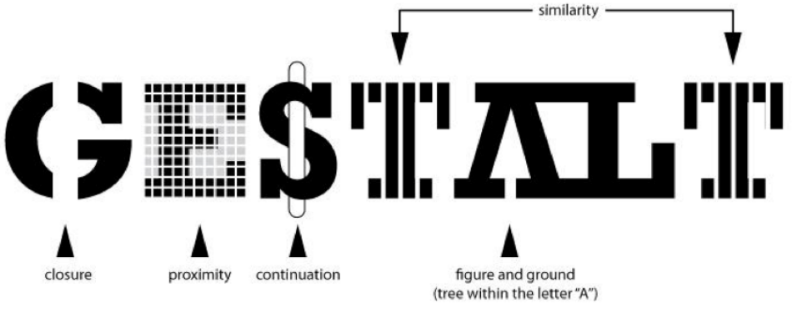 similarity
GESTALT
closure
proximity
continuation
figure and ground
(tree within the letter “A”)